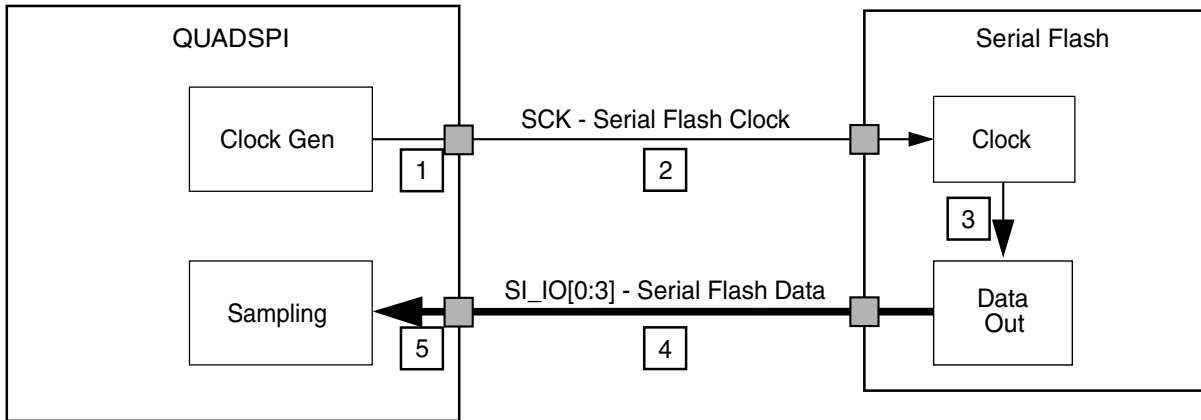 QUADSPI
Serial Flash
Clock Gen
SCK - Serial Flash Clock
Clock
1
2
3
Sampling
SI_IO[0:3] - Serial Flash Data
Data
Out
5
4